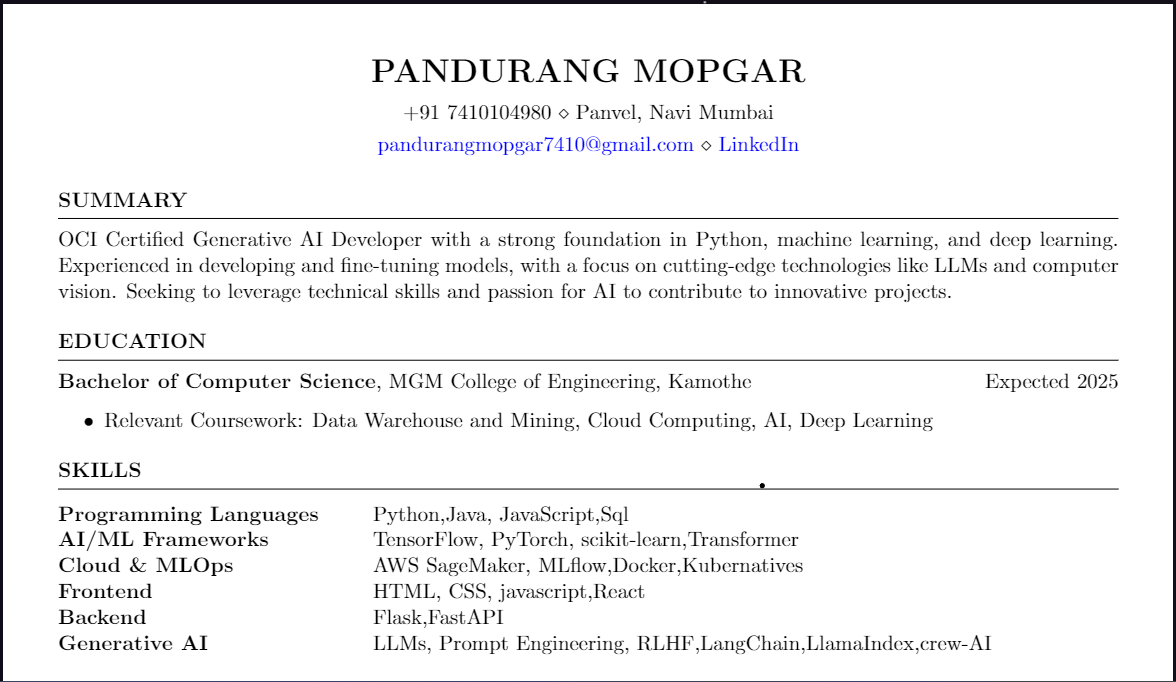 PANDURANG MOPGAR
+91 7410104980 ⋄ Panvel, Navi Mumbai
pandurangmopgar7410@gmail.com ⋄ LinkedIn
SUMMARY
OCI Certified Generative AI Developer with a strong foundation in Python, machine learning, and deep learning.
Experienced in developing and fine-tuning models, with a focus on cutting-edge technologies like LLMs and computer
vision. Seeking to leverage technical skills and passion for AI to contribute to innovative projects.
EDUCATION
Bachelor of Computer Science, MGM College of Engineering, Kamothe Expected 2025
• Relevant Coursework: Data Warehouse and Mining, Cloud Computing, AI, Deep Learning
SKILLS
Programming Languages Python,Java, JavaScript,Sql
AI/ML Frameworks TensorFlow, PyTorch, scikit-learn,Transformer
Cloud & MLOps AWS SageMaker, MLflow,Docker,Kubernatives
Frontend HTML, CSS, javascript,React
Backend Flask,FastAPI
Generative AI LLMs, Prompt Engineering, RLHF,LangChain,LlamaIndex,crew-AI